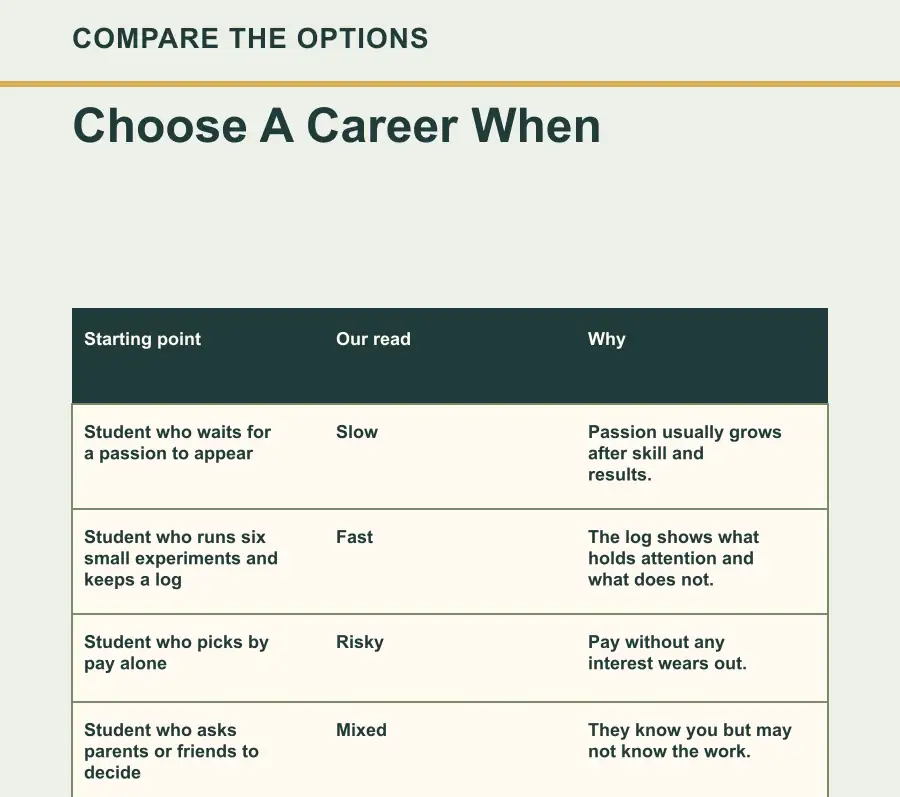 COMPARE THE OPTIONS
Choose A Career When
Starting point
Our read
Why
Student who waits for
a passion to appear
Slow
Passion usually grows
after skill and
results.
Student who runs six
small experiments and
keeps a log
Fast
The log shows what
holds attention and
what does not.
Student who picks by
pay alone
Risky
Pay without any
interest wears out.
Student who asks
parents or friends to
decide
Mixed
They know you but may
not know the work.